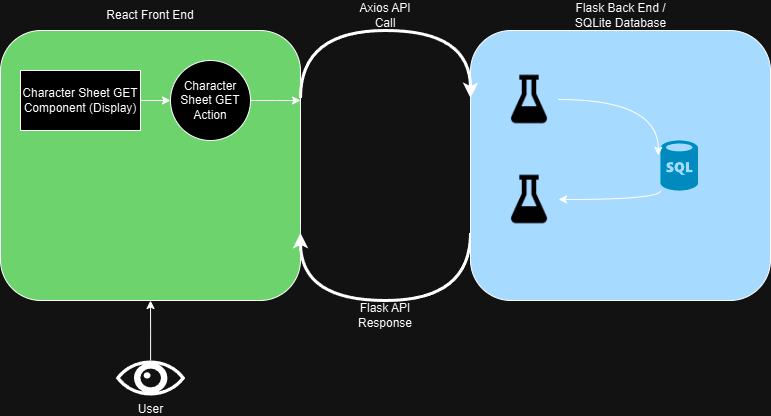 React Front End
Axios API
Call
Flask Back End /
SQLite Database
Character Sheet GET
Component (Display)
Character
Sheet GET
Action
SQL
Flask API
Response
User